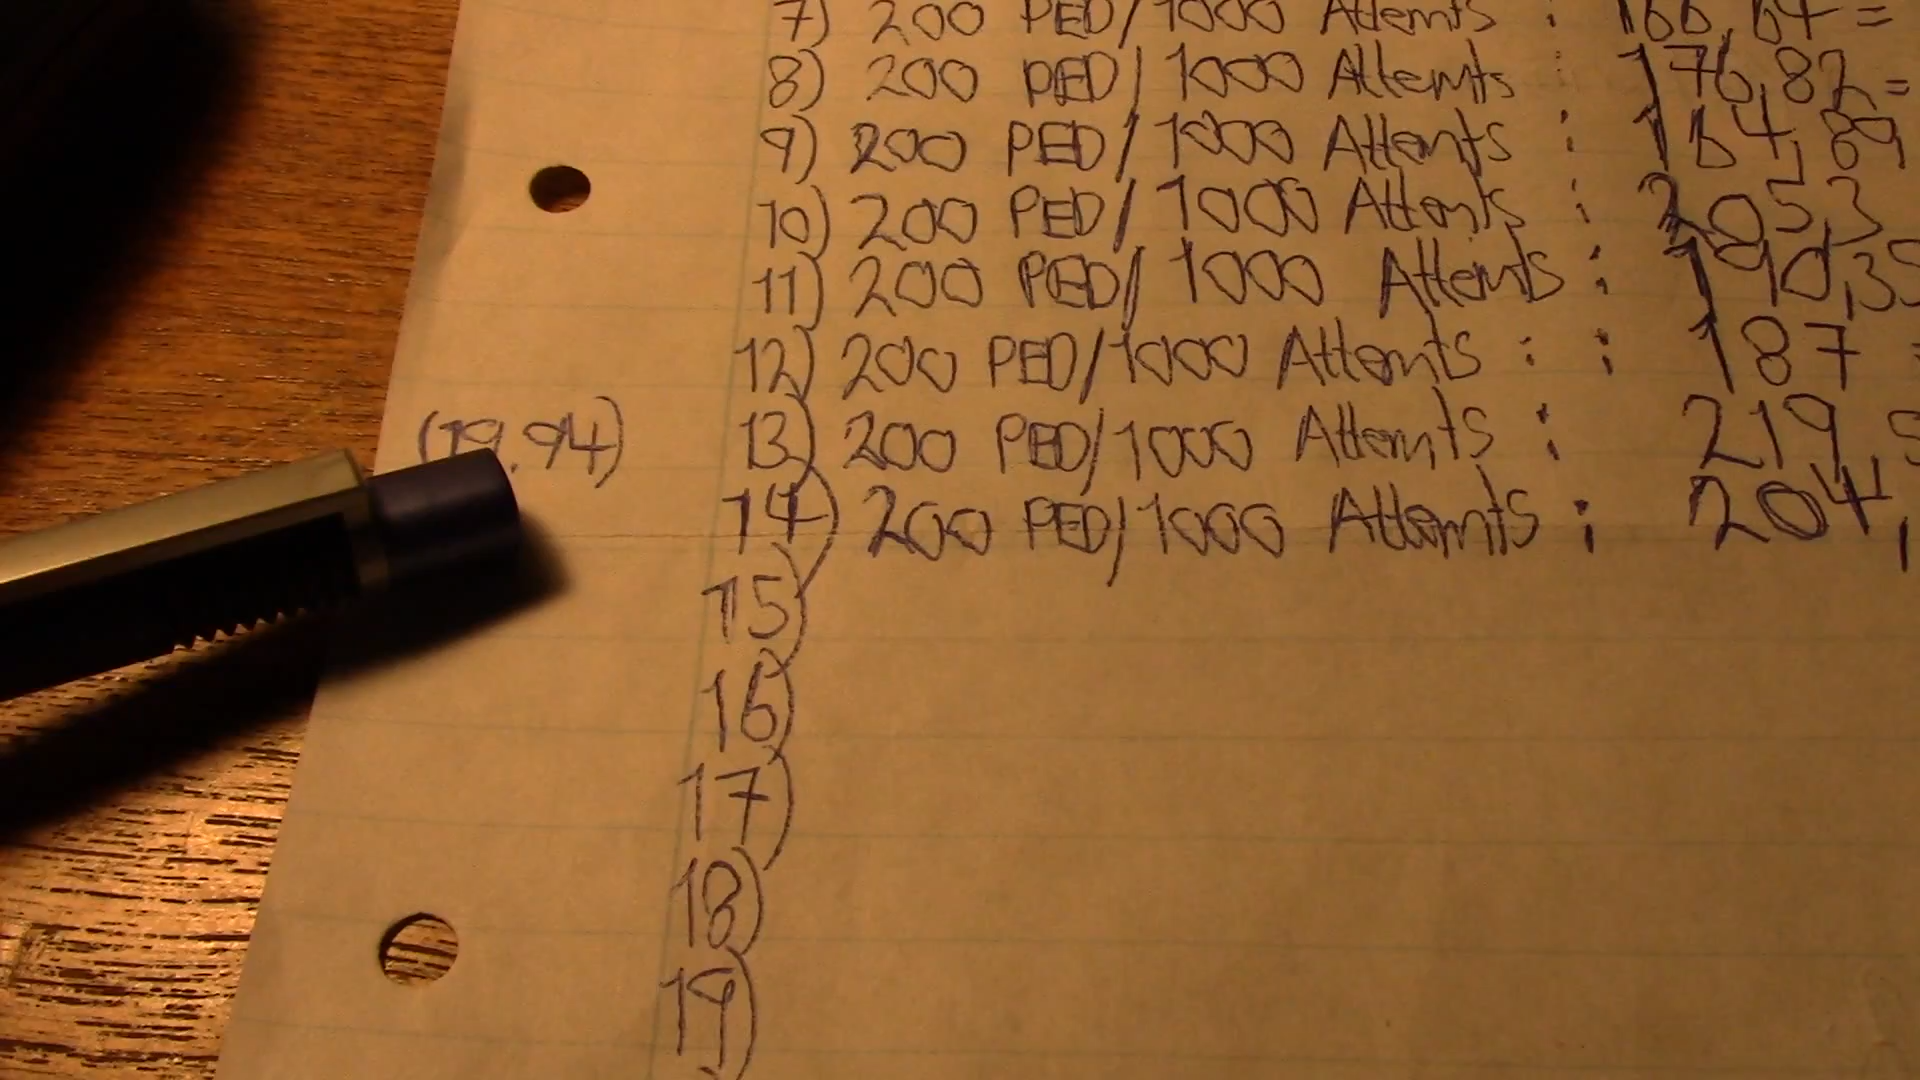 7) 200 PED/1000 Attemts : 166,64 =
8) 200 PED/1000 Attemts : 176,82 =
9) 200 PED/1000 Attemts : 164,89
10) 200 PED/1000 Attemts : 205,3
11) 200 PED/1000 Attemts : 190,35
12) 200 PED/1000 Attemts : : 187 =
(19.94) 13) 200 PED/1000 Attemts : 219,5
14) 200 PED/1000 Attemts : 204,
15)
16)
17)
18)
19)